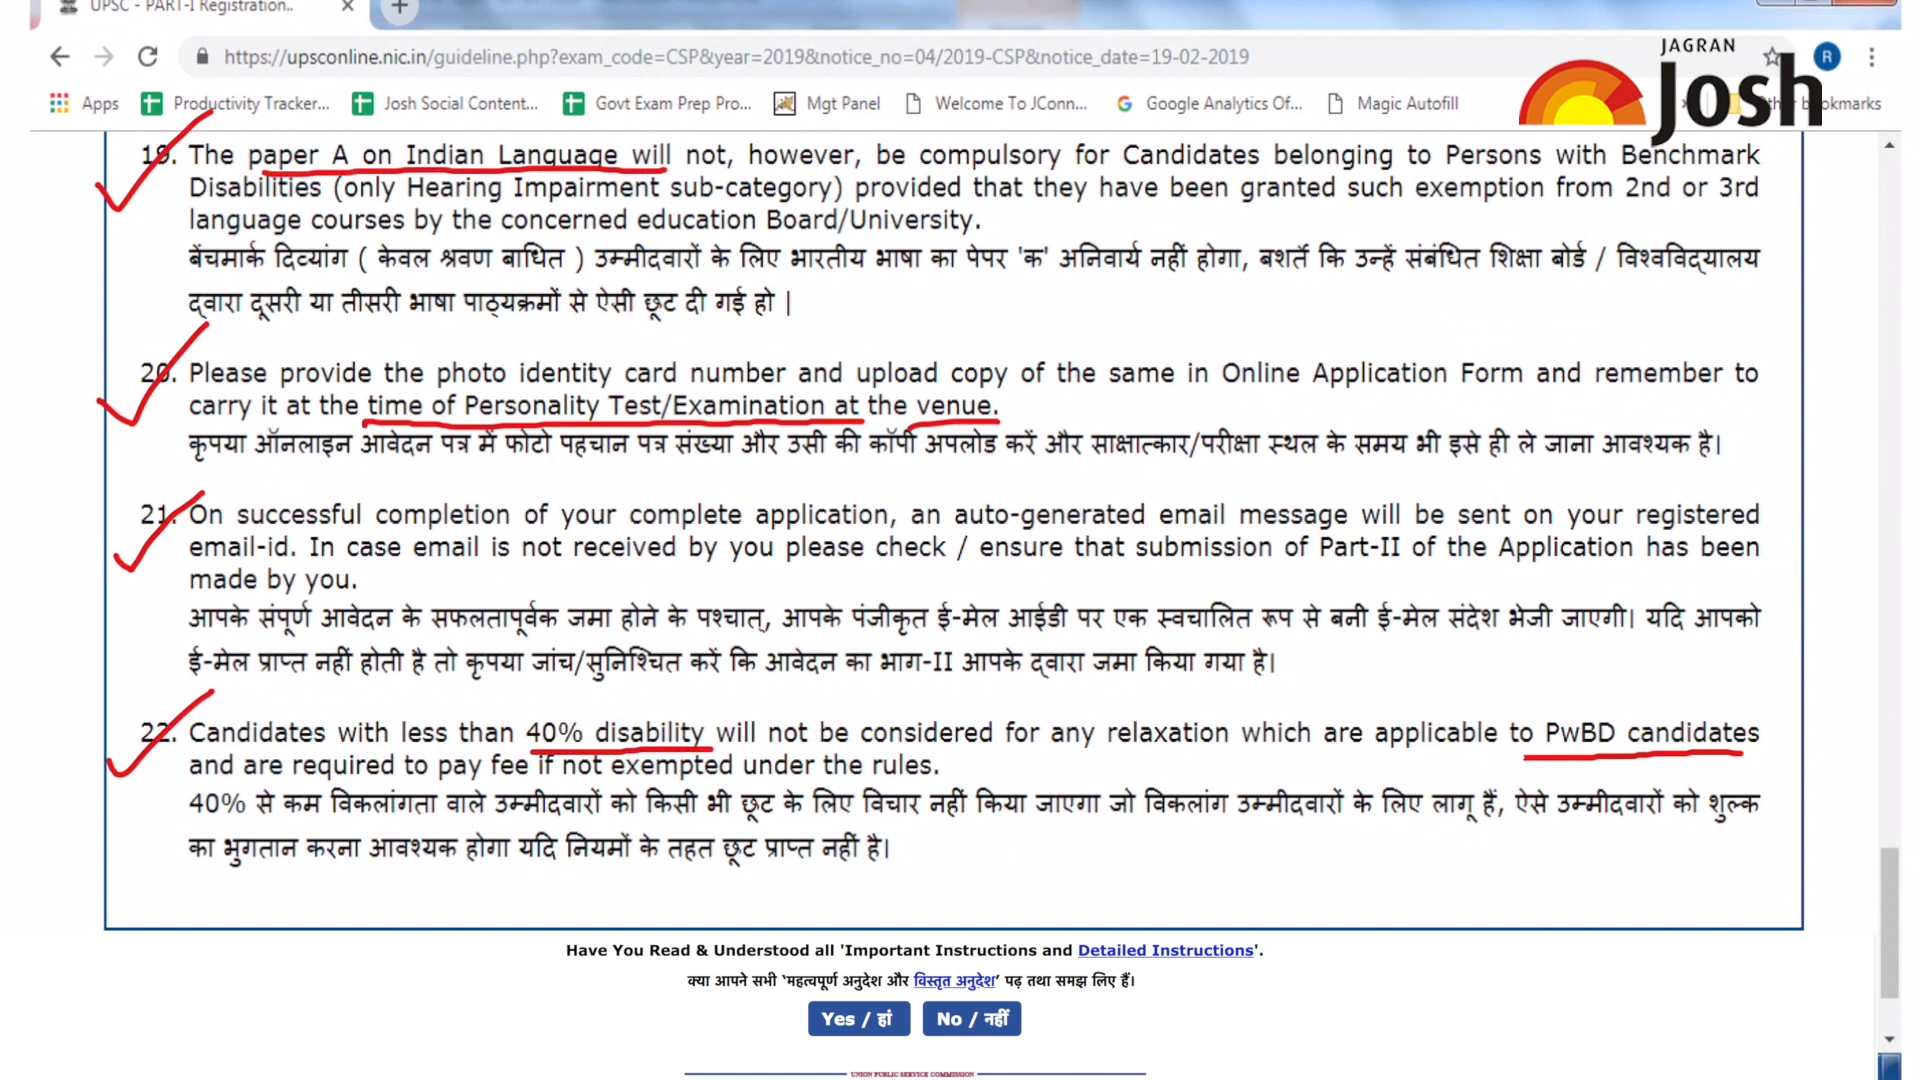 UPSC - PART-I Registration..
https://upsconline.nic.in/guideline.php?exam_code=CSP&year=2019&notice_no=04/2019-CSP&notice_date=19-02-2019
R
JAGRAN
Josh
Apps Productivity Tracker... Josh Social Content... Govt Exam Prep Pro... Mgt Panel Welcome To JConn... Google Analytics Of... Magic Autofill bookmarks
19. The paper A on Indian Language will not, however, be compulsory for Candidates belonging to Persons with Benchmark
Disabilities (only Hearing Impairment sub-category) provided that they have been granted such exemption from 2nd or 3rd
language courses by the concerned education Board/University.
बेंचमार्क दिव्यांग ( केवल श्रवण बाधित ) उम्मीदवारों के लिए भारतीय भाषा का पेपर 'क' अनिवार्य नहीं होगा, बशर्ते कि उन्हें संबंधित शिक्षा बोर्ड / विश्वविद्यालय
द्वारा दूसरी या तीसरी भाषा पाठ्यक्रमों से ऐसी छूट दी गई हो |
20. Please provide the photo identity card number and upload copy of the same in Online Application Form and remember to
carry it at the time of Personality Test/Examination at the venue.
कृपया ऑनलाइन आवेदन पत्र में फोटो पहचान पत्र संख्या और उसी की कॉपी अपलोड करें और साक्षात्कार/परीक्षा स्थल के समय भी इसे ही ले जाना आवश्यक है।
21. On successful completion of your complete application, an auto-generated email message will be sent on your registered
email-id. In case email is not received by you please check / ensure that submission of Part-II of the Application has been
made by you.
आपके संपूर्ण आवेदन के सफलतापूर्वक जमा होने के पश्चात्, आपके पंजीकृत ई-मेल आईडी पर एक स्वचालित रूप से बनी ई-मेल संदेश भेजी जाएगी। यदि आपको
ई-मेल प्राप्त नहीं होती है तो कृपया जांच/सुनिश्चित करें कि आवेदन का भाग-II आपके द्वारा जमा किया गया है।
22. Candidates with less than 40% disability will not be considered for any relaxation which are applicable to PwBD candidates
and are required to pay fee if not exempted under the rules.
40% से कम विकलांगता वाले उम्मीदवारों को किसी भी छूट के लिए विचार नहीं किया जाएगा जो विकलांग उम्मीदवारों के लिए लागू हैं, ऐसे उम्मीदवारों को शुल्क
का भुगतान करना आवश्यक होगा यदि नियमों के तहत छूट प्राप्त नहीं है।
Have You Read & Understood all 'Important Instructions and Detailed Instructions'.
क्या आपने सभी 'महत्वपूर्ण अनुदेश और विस्तृत अनुदेश' पढ़ तथा समझ लिए हैं।
Yes / हां No / नहीं
UNION PUBLIC SERVICE COMMISSION